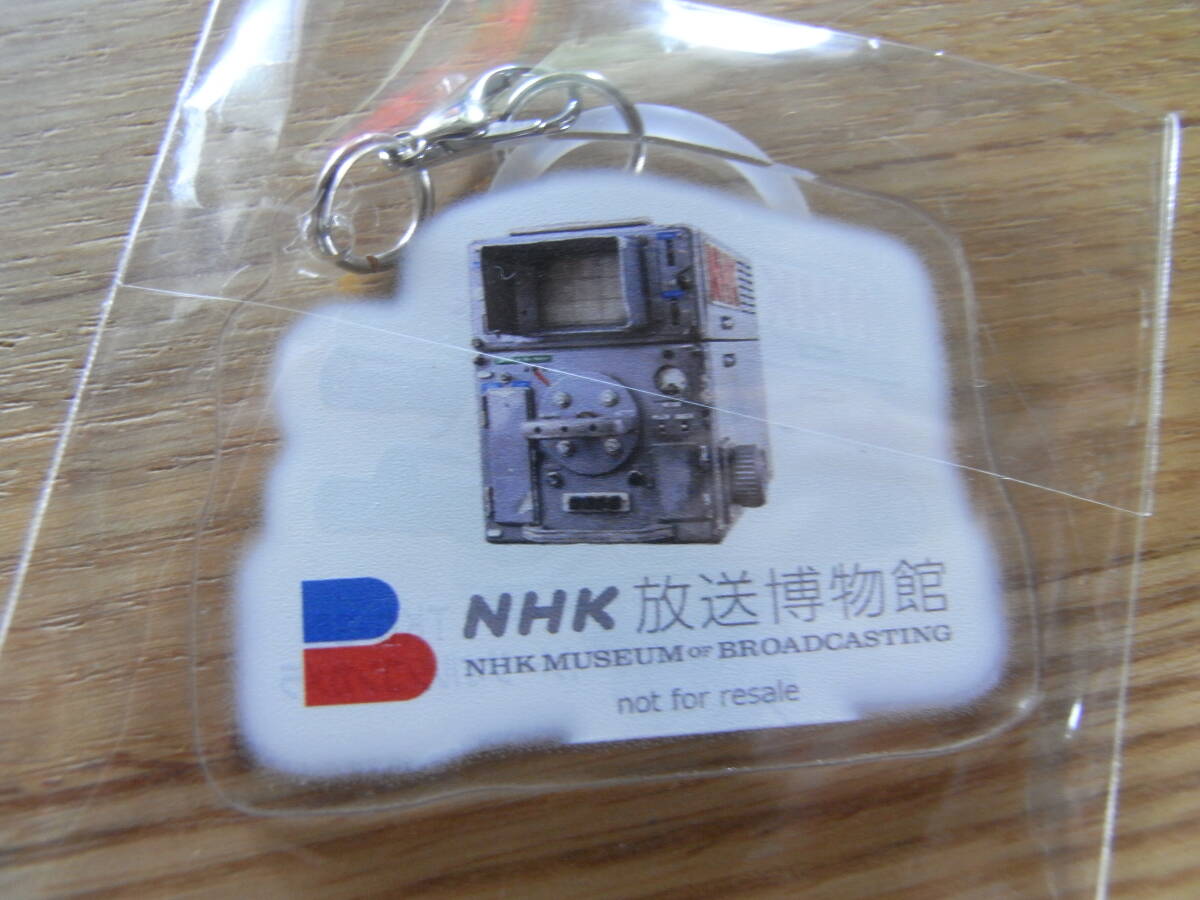 NHK 放送博物館
NHK MUSEUM OF BROADCASTING
not for resale